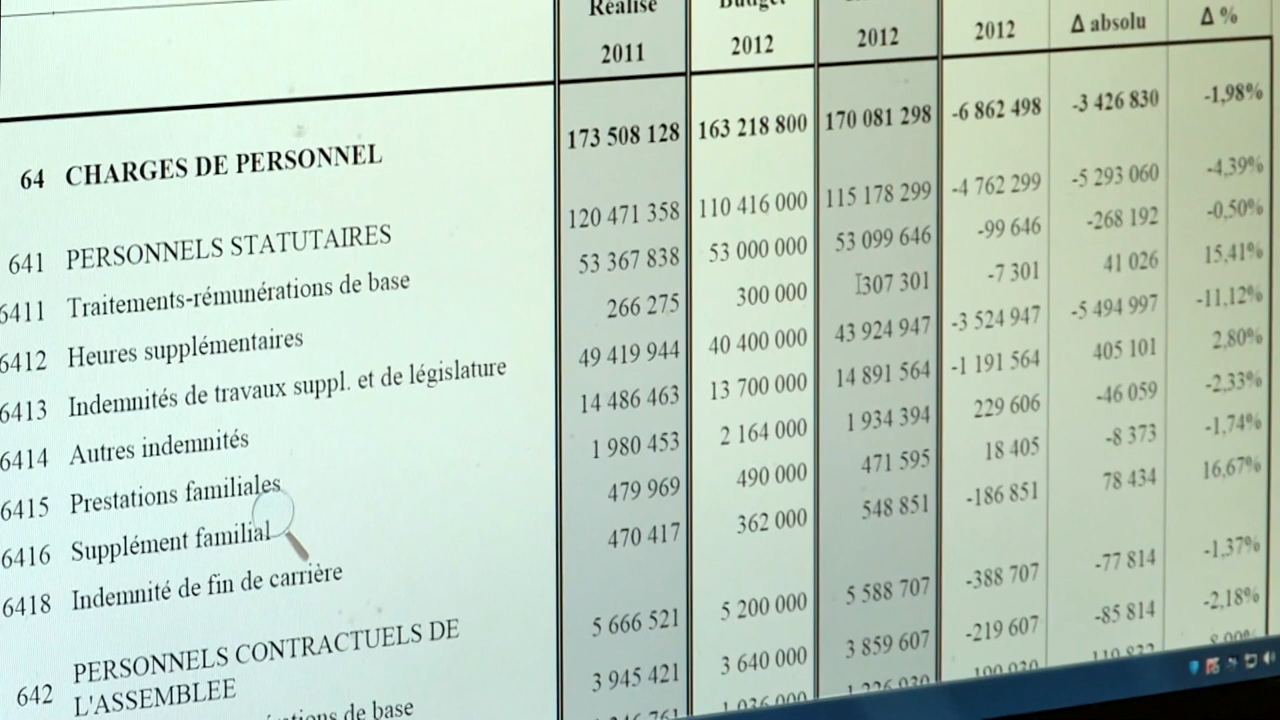 Réalisé Budget
2011 2012 2012 2012 Δ absolu Δ %
64 CHARGES DE PERSONNEL 173 508 128 163 218 800 170 081 298 -6 862 498 -3 426 830 -1,98%
641 PERSONNELS STATUTAIRES 120 471 358 110 416 000 115 178 299 -4 762 299 -5 293 060 -4,39%
6411 Traitements-rémunérations de base 53 367 838 53 000 000 53 099 646 -99 646 -268 192 -0,50%
6412 Heures supplémentaires 266 275 300 000 307 301 -7 301 41 026 15,41%
6413 Indemnités de travaux suppl. et de législature 49 419 944 40 400 000 43 924 947 -3 524 947 -5 494 997 -11,12%
6414 Autres indemnités 14 486 463 13 700 000 14 891 564 -1 191 564 405 101 2,80%
6415 Prestations familiales 1 980 453 2 164 000 1 934 394 229 606 -46 059 -2,33%
6416 Supplément familial 479 969 490 000 471 595 18 405 -8 373 -1,74%
6418 Indemnité de fin de carrière 470 417 362 000 548 851 -186 851 78 434 16,67%
642 PERSONNELS CONTRACTUELS DE
L'ASSEMBLEE 5 666 521 5 200 000 5 588 707 -388 707 -77 814 -1,37%
de base 3 945 421 3 640 000 3 859 607 -219 607 -85 814 -2,18%